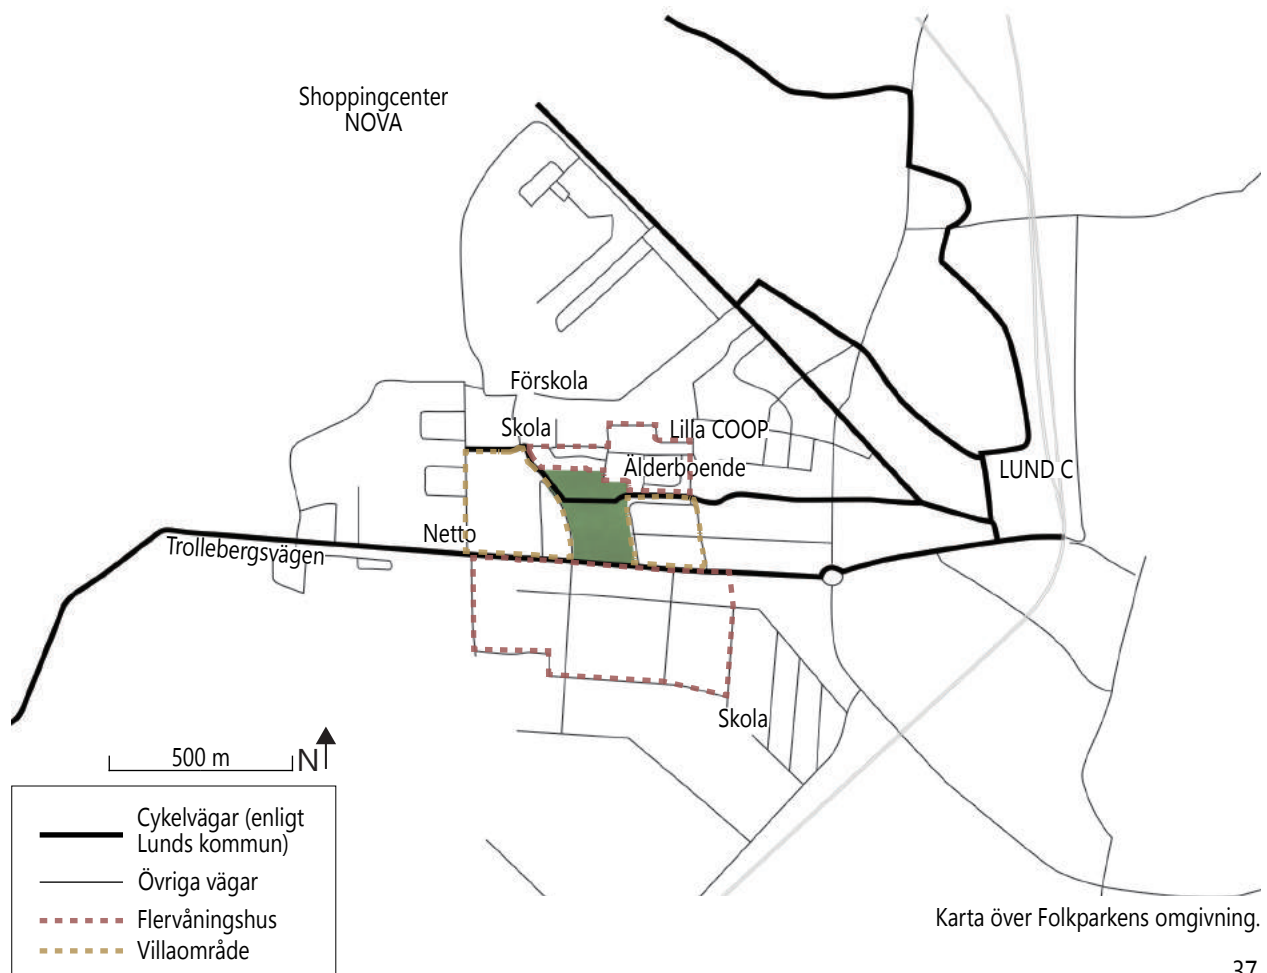 Shoppingcenter
NOVA
Förskola
Skola
Lilla COOP
Älderboende
LUND C
Netto
Trollebergsvägen
Skola
500 m
N
Cykelvägar (enligt
Lunds kommun)
Övriga vägar
Flervåningshus
Villaområde
Karta över Folkparkens omgivning.
37